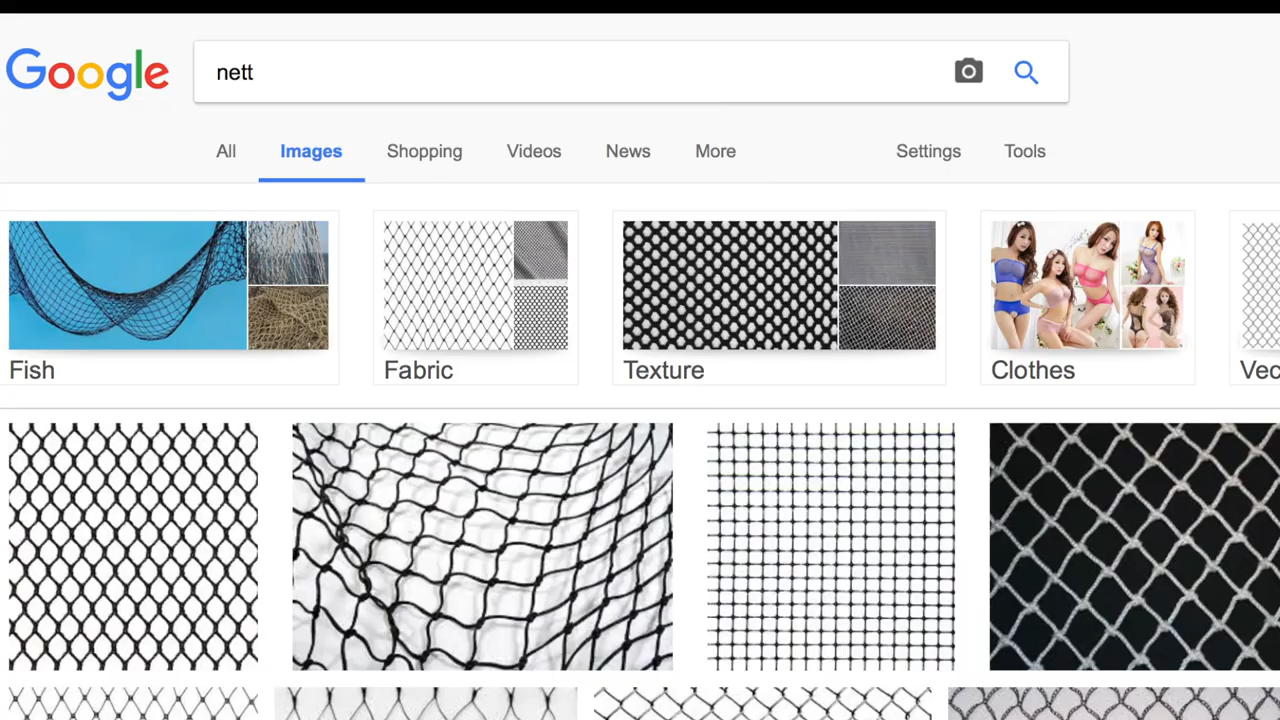 Google nett
All Images Shopping Videos News More Settings Tools
Fish Fabric Texture Clothes Vec